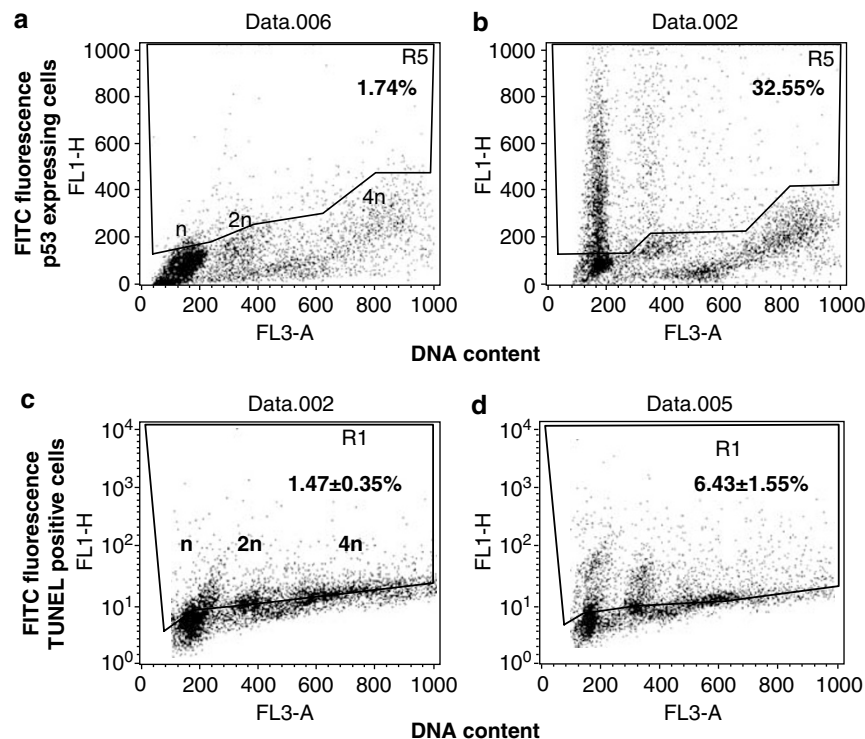 a
Data.006
FITC fluorescence
p53 expressing cells
FL1-H
1000
800
600
400
200
0
R5
1.74%
n
2n
4n
0 200 400 600 800 1000
FL3-A
b
Data.002
FL1-H
1000
800
600
400
200
0
R5
32.55%
0 200 400 600 800 1000
FL3-A
DNA content
c
Data.002
FITC fluorescence
TUNEL positive cells
FL1-H
10⁴
10³
10²
10¹
10⁰
R1
1.47±0.35%
n 2n 4n
0 200 400 600 800 1000
FL3-A
d
Data.005
FL1-H
10⁴
10³
10²
10¹
10⁰
R1
6.43±1.55%
0 200 400 600 800 1000
FL3-A
DNA content